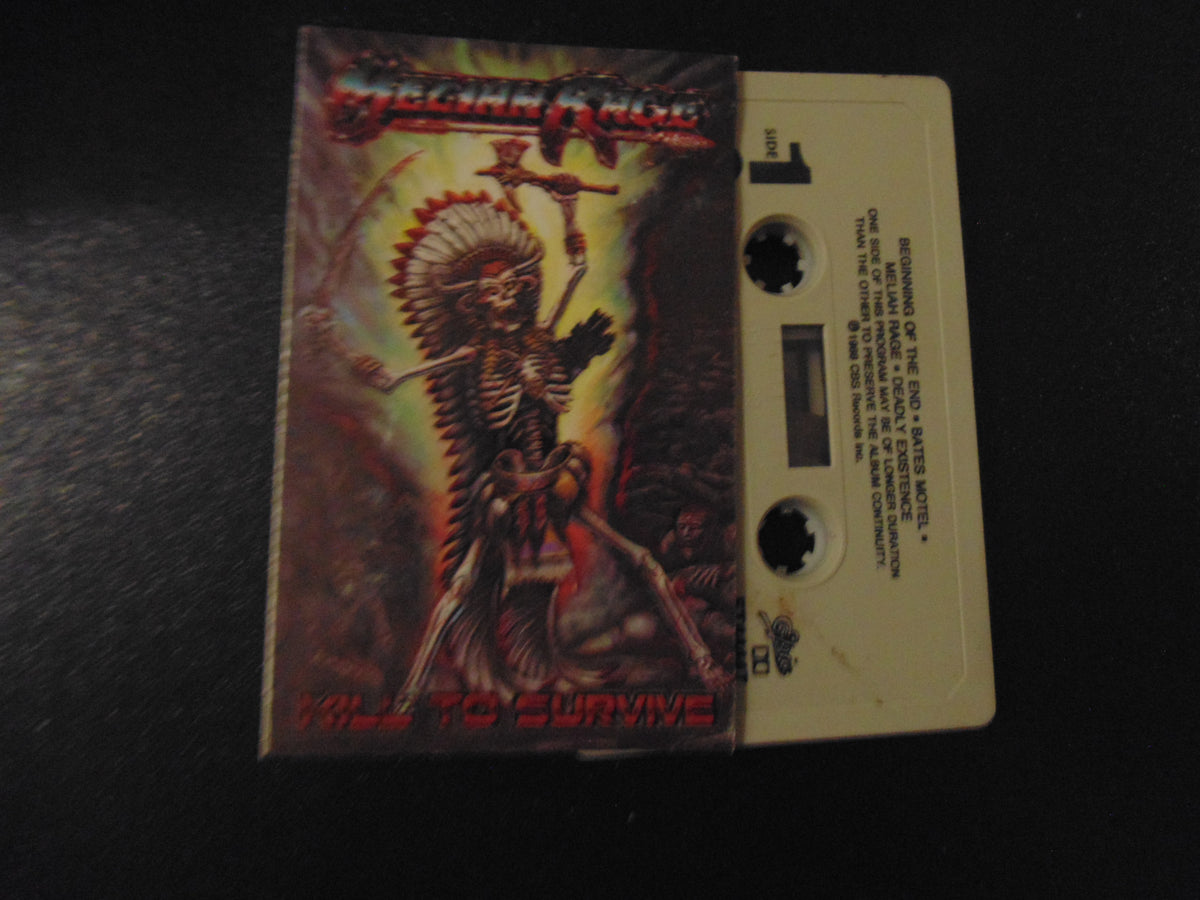 MELIAH RAGE
KILL TO SURVIVE
SIDE 1
BEGINNING OF THE END • BATES MOTEL •
MELIAH RAGE • DEADLY EXISTENCE
ONE SIDE OF THIS PROGRAM MAY BE OF LONGER DURATION
THAN THE OTHER TO PRESERVE THE ALBUM CONTINUITY.
℗ 1988 CBS Records Inc.
Epic